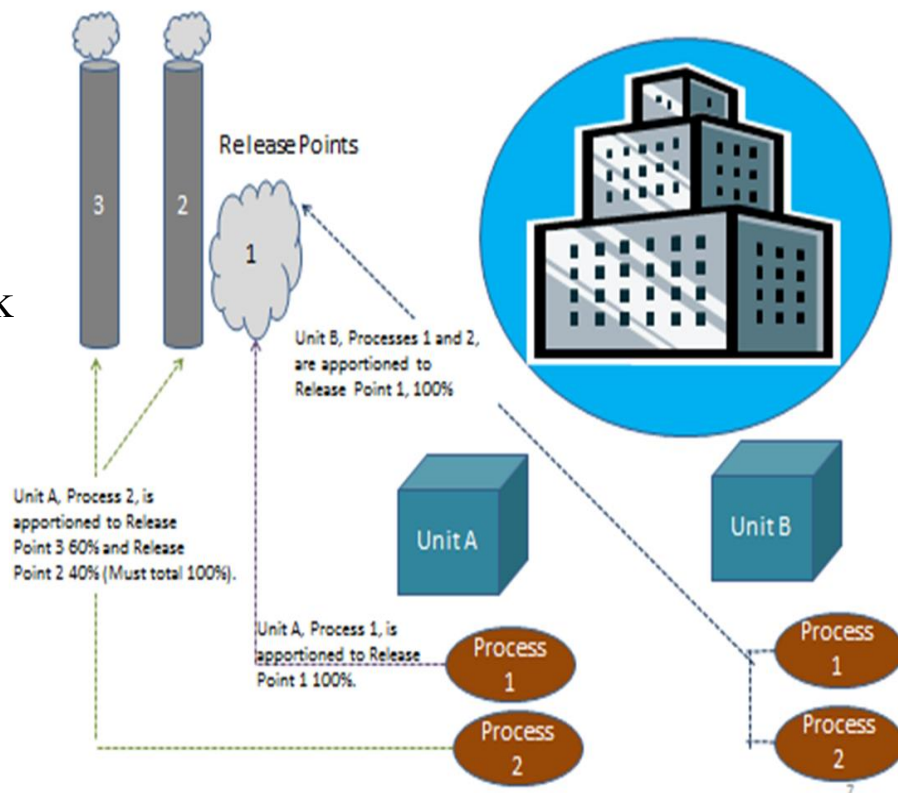 Release Points
3
2
1
x
Unit B, Processes 1 and 2,
are apportioned to
Release Point 1, 100%
Unit A, Process 2, is
apportioned to Release
Point 3 60% and Release
Point 2 40% (Must total 100%).
Unit A
Unit B
Unit A, Process 1, is
apportioned to Release
Point 1 100%.
Process
1
Process
2
Process
1
Process
2
7